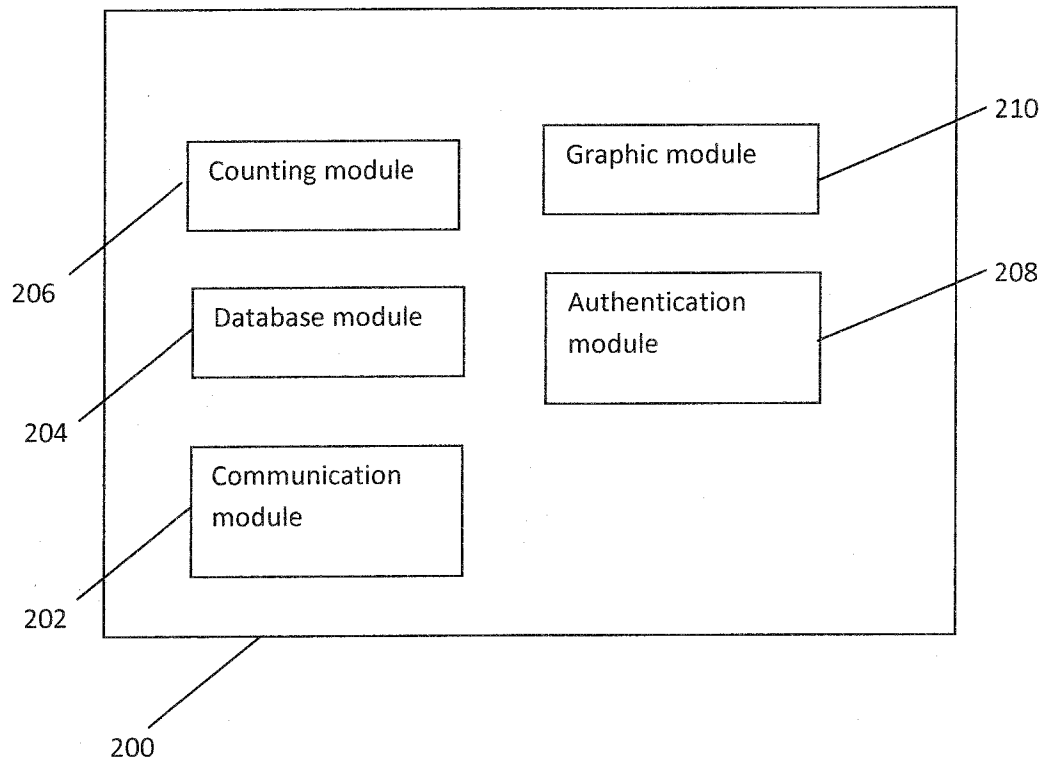 210
Graphic module
Counting module
206
208
Authentication
module
Database module
204
Communication
module
202
200